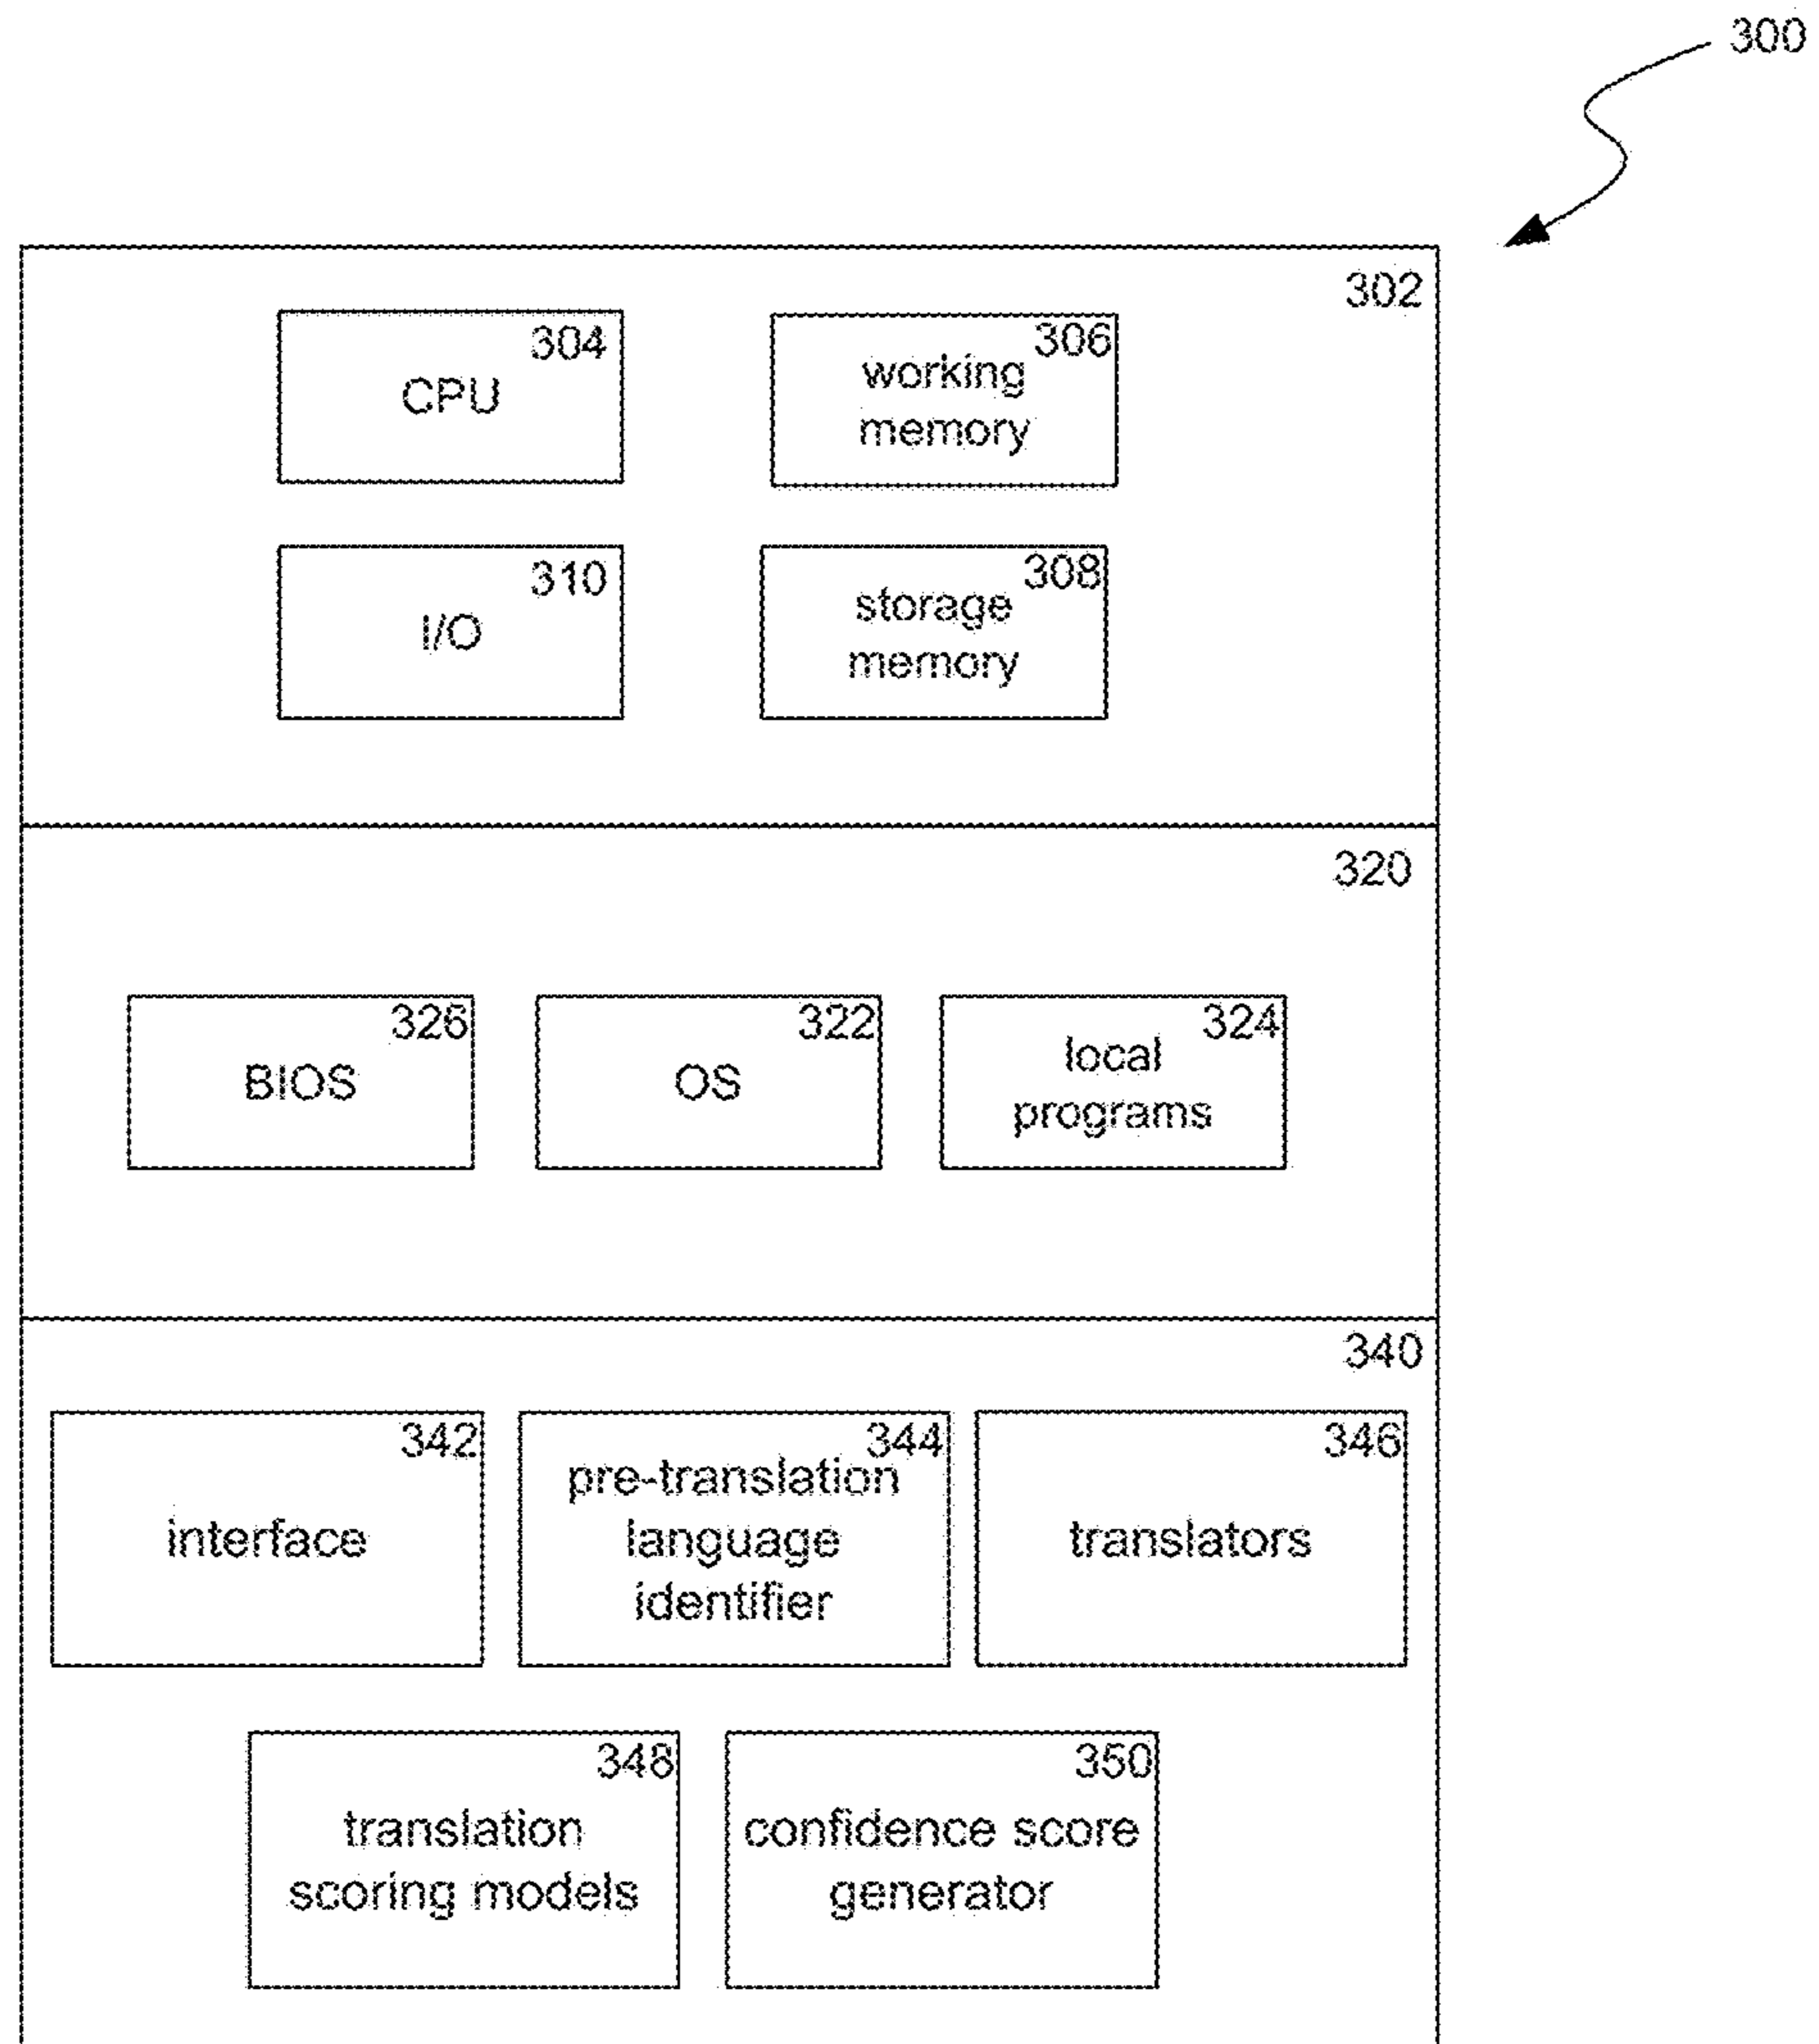 300
302
304
CPU
306
working
memory
310
I/O
308
storage
memory
320
326
BIOS
322
OS
324
local
programs
340
342
interface
344
pre-translation
language
identifier
346
translators
348
translation
scoring models
350
confidence score
generator